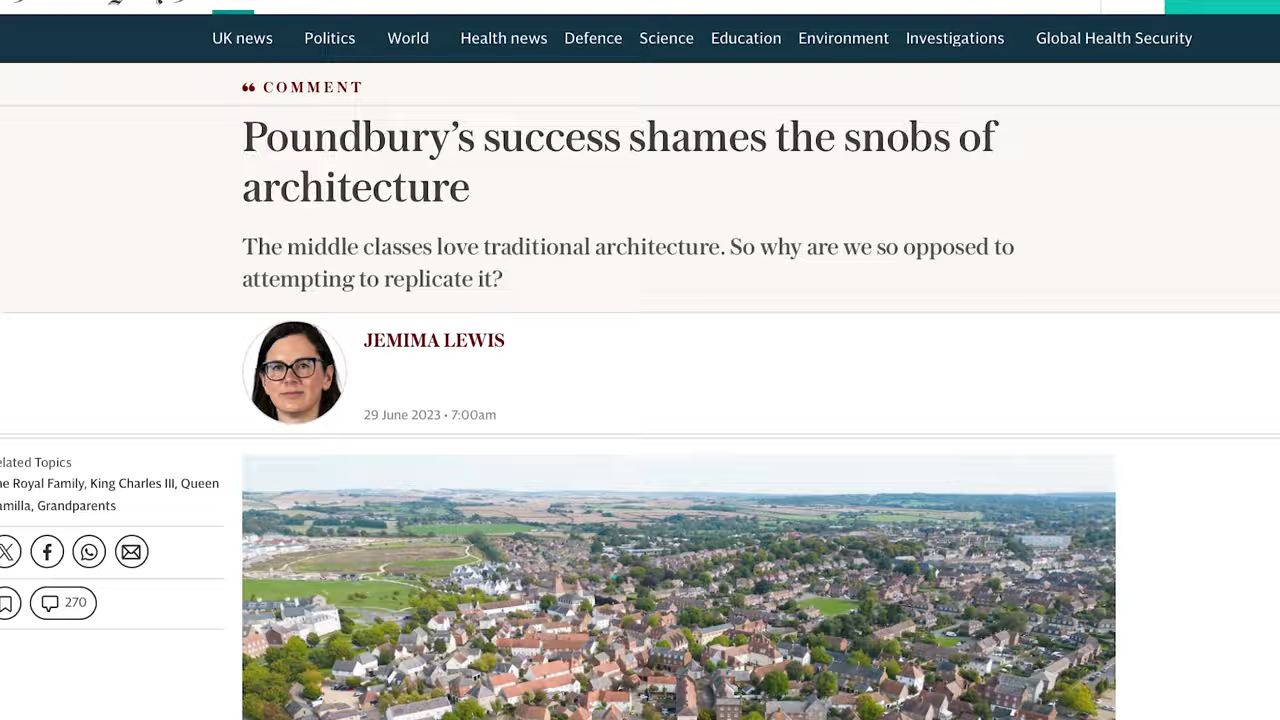 UK news Politics World Health news Defence Science Education Environment Investigations Global Health Security
❝ COMMENT
Poundbury’s success shames the snobs of
architecture
The middle classes love traditional architecture. So why are we so opposed to
attempting to replicate it?
JEMIMA LEWIS
29 June 2023 • 7:00am
elated Topics
he Royal Family, King Charles III, Queen
amilla, Grandparents
270